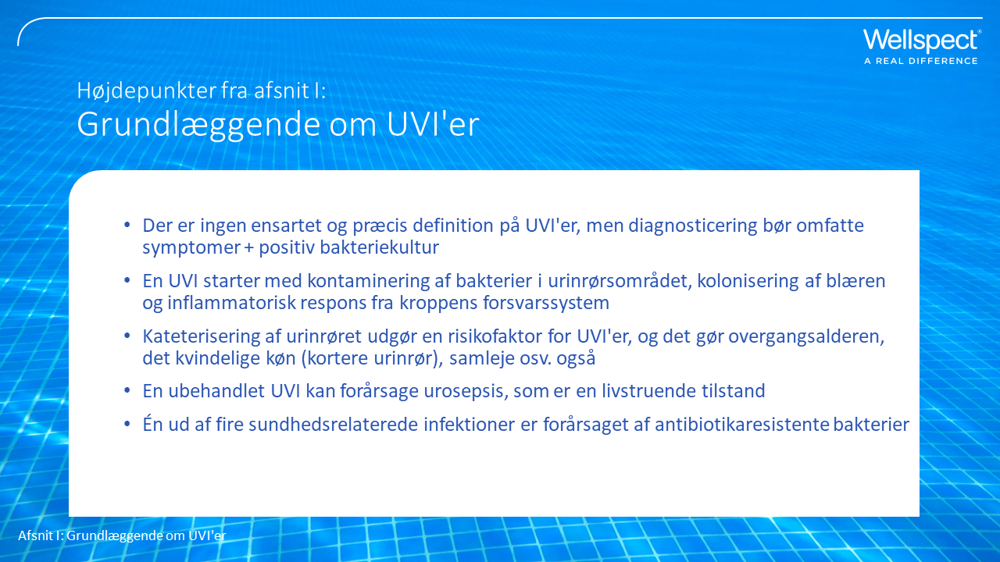 Wellspect®
A REAL DIFFERENCE
Højdepunkter fra afsnit I:
Grundlæggende om UVI'er
• Der er ingen ensartet og præcis definition på UVI'er, men diagnosticering bør omfatte
symptomer + positiv bakteriekultur
• En UVI starter med kontaminering af bakterier i urinrørsområdet, kolonisering af blæren
og inflammatorisk respons fra kroppens forsvarssystem
• Kateterisering af urinrøret udgør en risikofaktor for UVI'er, og det gør overgangsalderen,
det kvindelige køn (kortere urinrør), samleje osv. også
• En ubehandlet UVI kan forårsage urosepsis, som er en livstruende tilstand
• Én ud af fire sundhedsrelaterede infektioner er forårsaget af antibiotikaresistente bakterier
Afsnit I: Grundlæggende om UVI'er